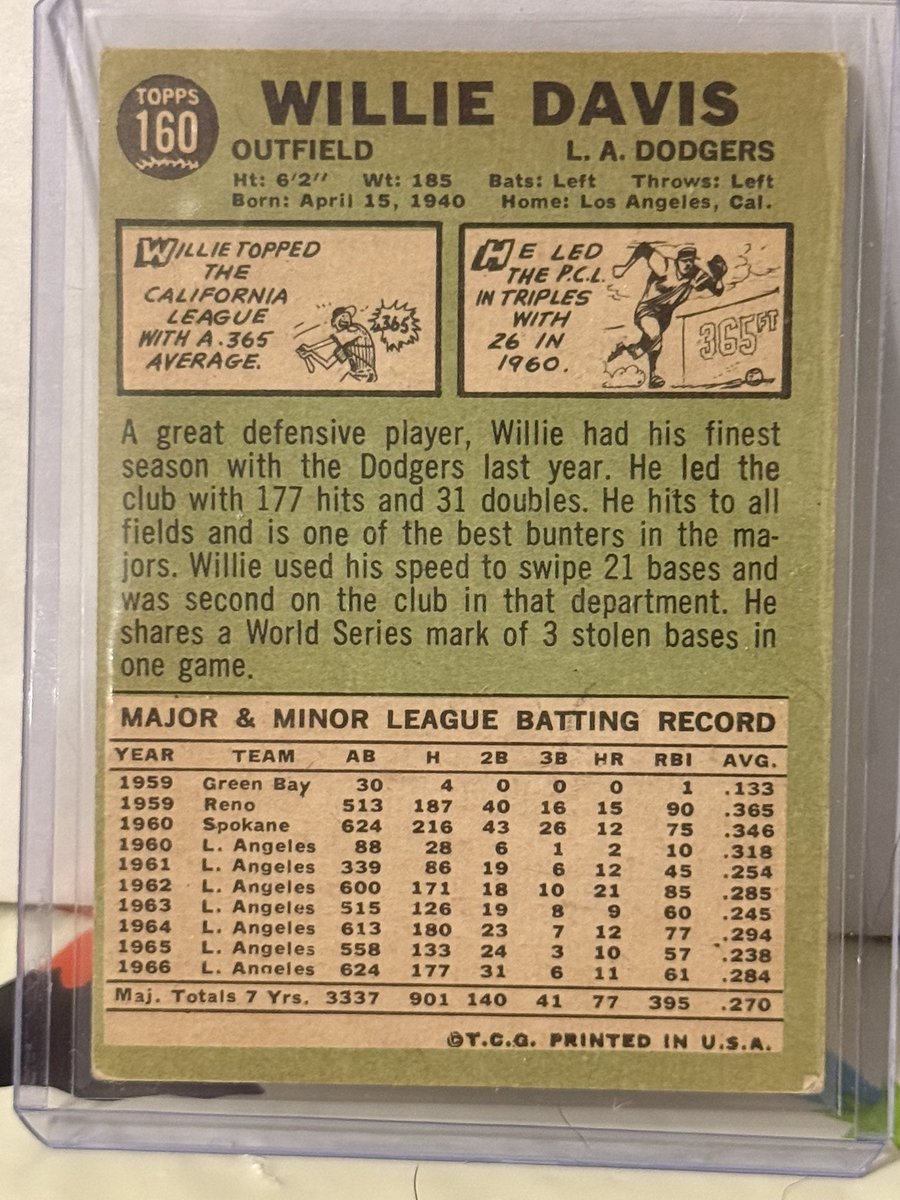 TOPPS
160
WILLIE DAVIS
OUTFIELD L. A. DODGERS
Ht: 6'2" Wt: 185 Bats: Left Throws: Left
Born: April 15, 1940 Home: Los Angeles, Cal.
WILLIE TOPPED
THE
CALIFORNIA
LEAGUE
WITH A .365
AVERAGE.
.365
HE LED
THE P.C.L.
IN TRIPLES
WITH
26 IN
1960.
365 FT
A great defensive player, Willie had his finest
season with the Dodgers last year. He led the
club with 177 hits and 31 doubles. He hits to all
fields and is one of the best bunters in the ma-
jors. Willie used his speed to swipe 21 bases and
was second on the club in that department. He
shares a World Series mark of 3 stolen bases in
one game.
MAJOR & MINOR LEAGUE BATTING RECORD
YEAR TEAM AB H 2B 3B HR RBI AVG.
1959 Green Bay 30 4 0 0 0 1 .133
1959 Reno 513 187 40 16 15 90 .365
1960 Spokane 624 216 43 26 12 75 .346
1960 L. Angeles 88 28 6 1 2 10 .318
1961 L. Angeles 339 86 19 6 12 45 .254
1962 L. Angeles 600 171 18 10 21 85 .285
1963 L. Angeles 515 126 19 8 9 60 .245
1964 L. Angeles 613 180 23 7 12 77 .294
1965 L. Angeles 558 133 24 3 10 57 .238
1966 L. Angeles 624 177 31 6 11 61 .284
Maj. Totals 7 Yrs. 3337 901 140 41 77 395 .270
©T.C.G. PRINTED IN U.S.A.